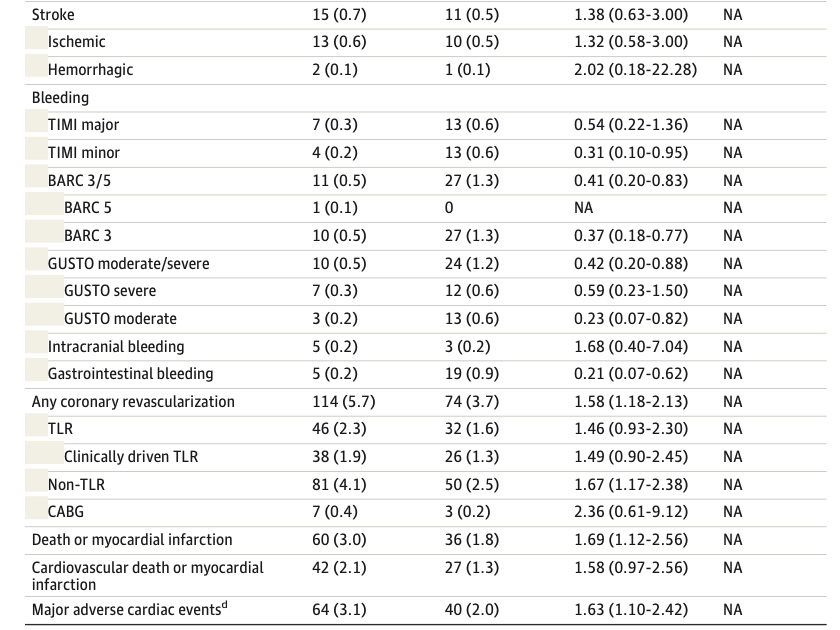 Stroke 15 (0.7) 11 (0.5) 1.38 (0.63-3.00) NA
Ischemic 13 (0.6) 10 (0.5) 1.32 (0.58-3.00) NA
Hemorrhagic 2 (0.1) 1 (0.1) 2.02 (0.18-22.28) NA
Bleeding
TIMI major 7 (0.3) 13 (0.6) 0.54 (0.22-1.36) NA
TIMI minor 4 (0.2) 13 (0.6) 0.31 (0.10-0.95) NA
BARC 3/5 11 (0.5) 27 (1.3) 0.41 (0.20-0.83) NA
BARC 5 1 (0.1) 0 NA NA
BARC 3 10 (0.5) 27 (1.3) 0.37 (0.18-0.77) NA
GUSTO moderate/severe 10 (0.5) 24 (1.2) 0.42 (0.20-0.88) NA
GUSTO severe 7 (0.3) 12 (0.6) 0.59 (0.23-1.50) NA
GUSTO moderate 3 (0.2) 13 (0.6) 0.23 (0.07-0.82) NA
Intracranial bleeding 5 (0.2) 3 (0.2) 1.68 (0.40-7.04) NA
Gastrointestinal bleeding 5 (0.2) 19 (0.9) 0.21 (0.07-0.62) NA
Any coronary revascularization 114 (5.7) 74 (3.7) 1.58 (1.18-2.13) NA
TLR 46 (2.3) 32 (1.6) 1.46 (0.93-2.30) NA
Clinically driven TLR 38 (1.9) 26 (1.3) 1.49 (0.90-2.45) NA
Non-TLR 81 (4.1) 50 (2.5) 1.67 (1.17-2.38) NA
CABG 7 (0.4) 3 (0.2) 2.36 (0.61-9.12) NA
Death or myocardial infarction 60 (3.0) 36 (1.8) 1.69 (1.12-2.56) NA
Cardiovascular death or myocardial 42 (2.1) 27 (1.3) 1.58 (0.97-2.56) NA
infarction
Major adverse cardiac eventsᵈ 64 (3.1) 40 (2.0) 1.63 (1.10-2.42) NA